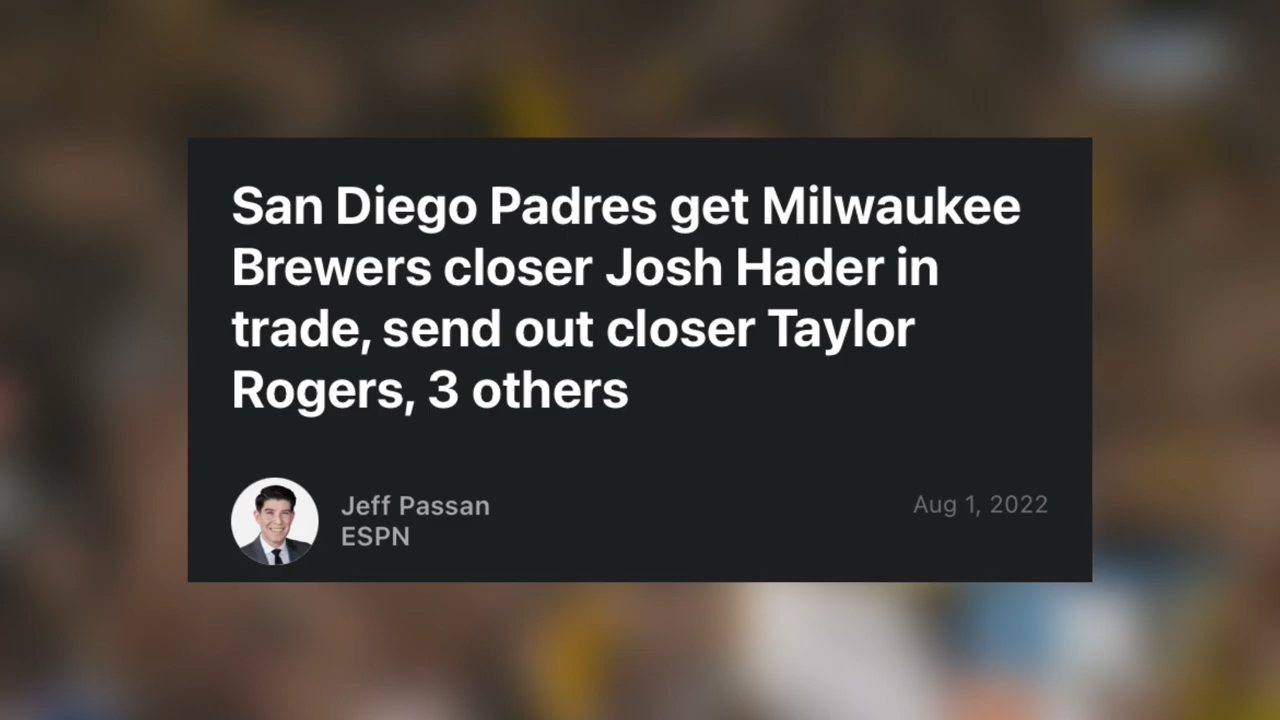 San Diego Padres get Milwaukee
Brewers closer Josh Hader in
trade, send out closer Taylor
Rogers, 3 others
Jeff Passan
ESPN
Aug 1, 2022